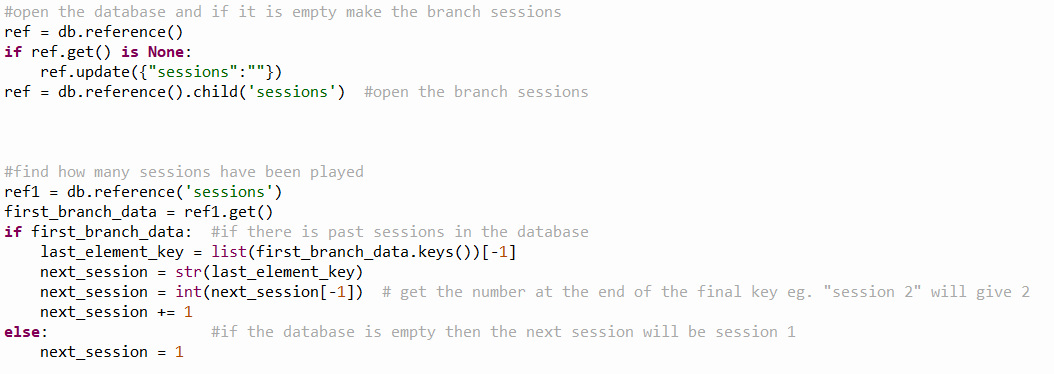 #open the database and if it is empty make the branch sessions
ref = db.reference()
if ref.get() is None:
    ref.update({"sessions":""})
ref = db.reference().child('sessions')  #open the branch sessions
#find how many sessions have been played
ref1 = db.reference('sessions')
first_branch_data = ref1.get()
if first_branch_data:  #if there is past sessions in the database
    last_element_key = list(first_branch_data.keys())[-1]
    next_session = str(last_element_key)
    next_session = int(next_session[-1])  # get the number at the end of the final key eg. "session 2" will give 2
    next_session += 1
else:                  #if the database is empty then the next session will be session 1
    next_session = 1